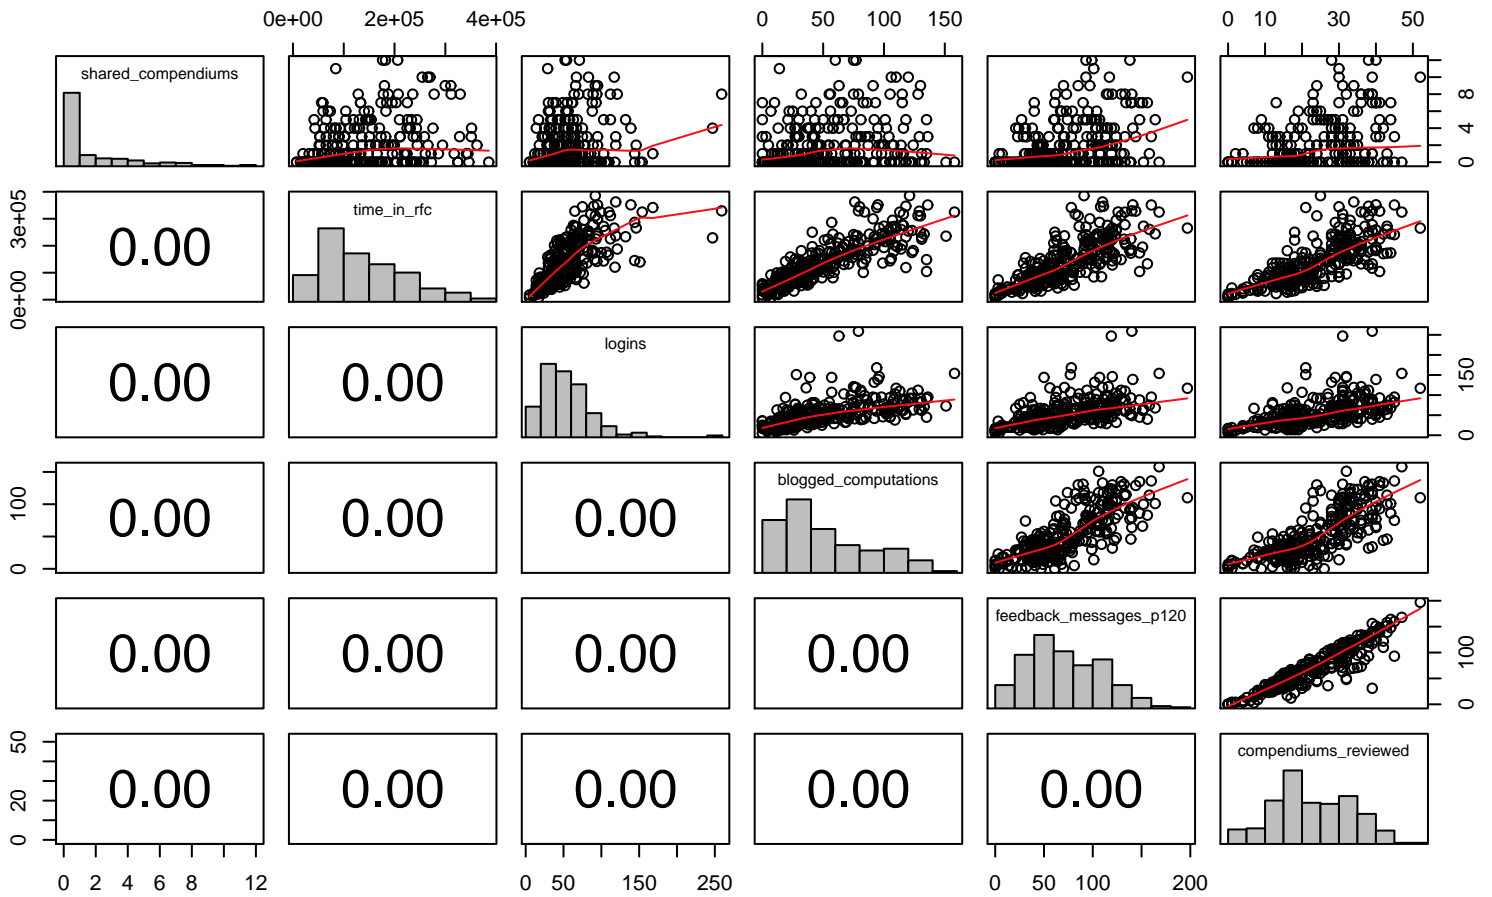 0e+00 2e+05 4e+05 0 50 100 150 0 10 30 50
shared_compendiums 0 4 8
0e+00 3e+05 0.00 time_in_rfc
0.00 0.00 logins 0 150
0 100 0.00 0.00 0.00 blogged_computations
0.00 0.00 0.00 0.00 feedback_messages_p120 0 100
0 20 50 0.00 0.00 0.00 0.00 0.00 compendiums_reviewed
0 2 4 6 8 12 0 50 150 250 0 50 100 200